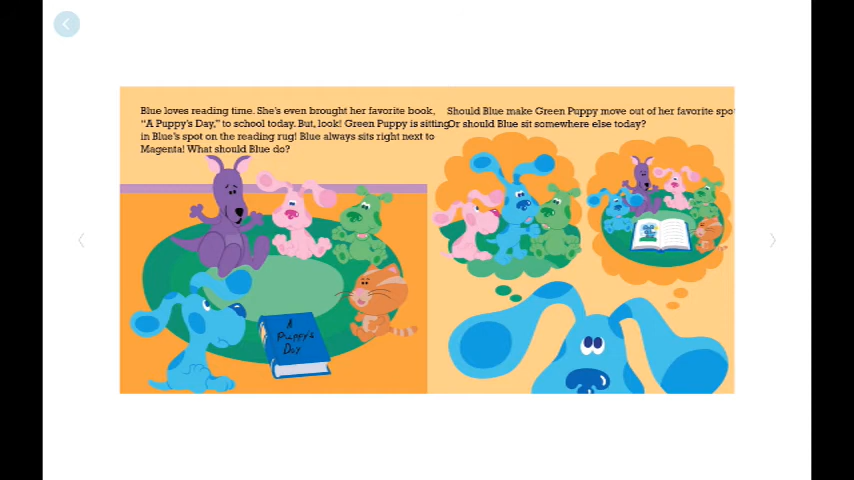 Blue loves reading time. She's even brought her favorite book,
"A Puppy's Day," to school today. But, look! Green Puppy is sitting
in Blue's spot on the reading rug! Blue always sits right next to
Magenta! What should Blue do?
Should Blue make Green Puppy move out of her favorite spo
Or should Blue sit somewhere else today?
A
Puppy's
Day